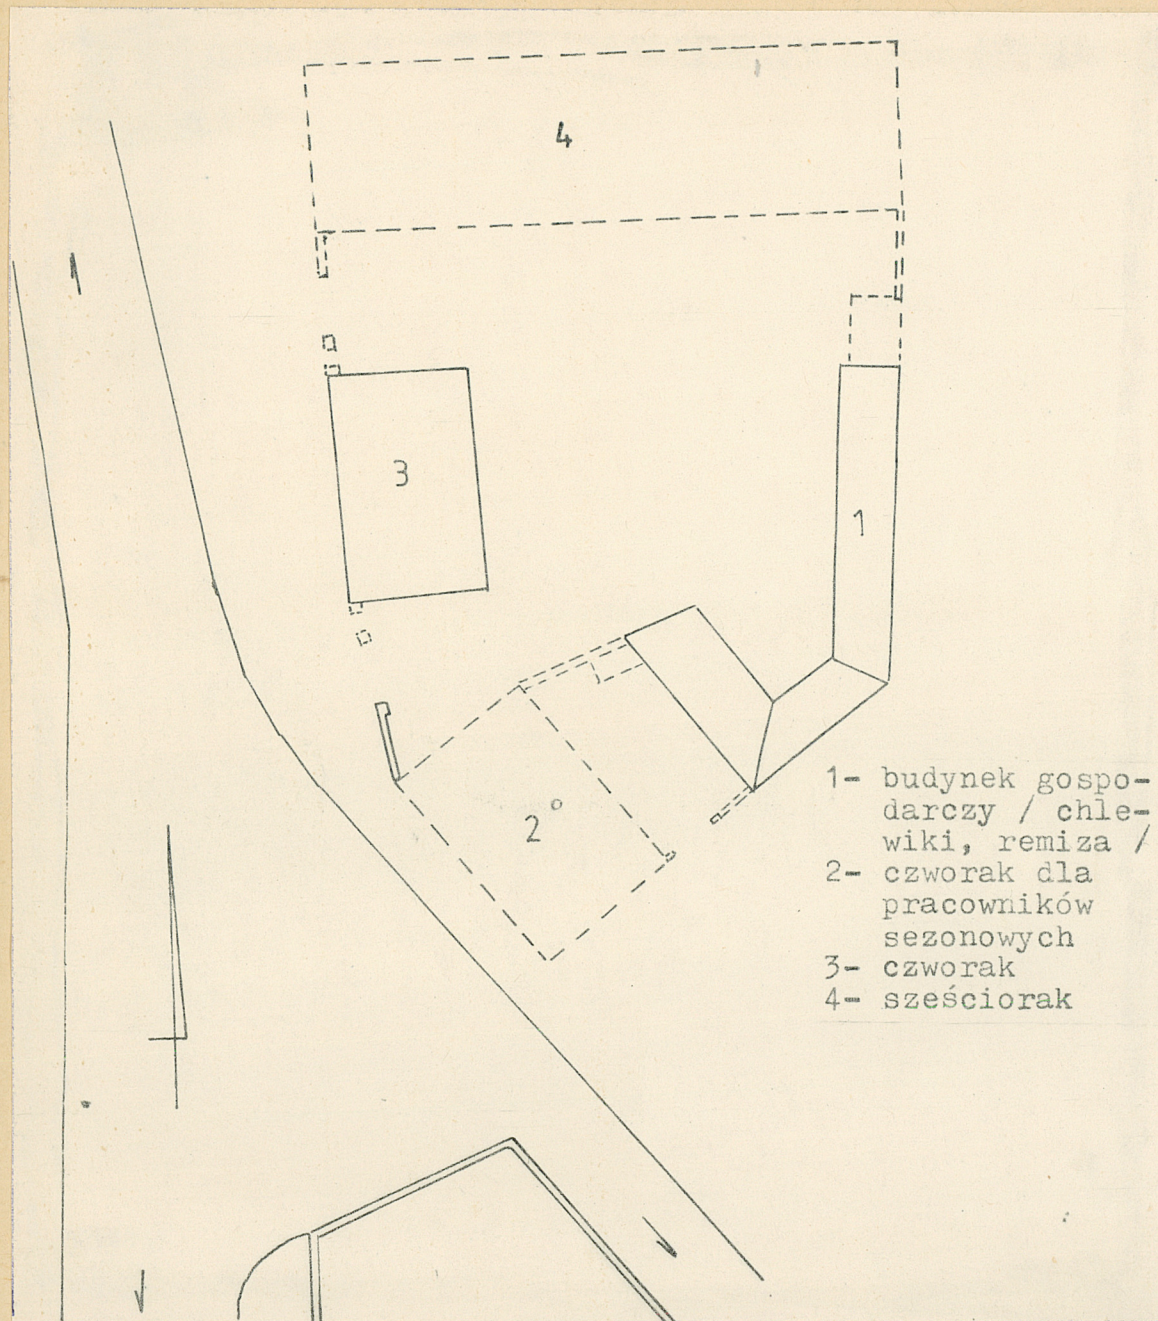 4
3
1
2°
1- budynek gospo-
darczy / chle-
wiki, remiza /
2- czworak dla
pracowników
sezonowych
3- czworak
4- sześciorak